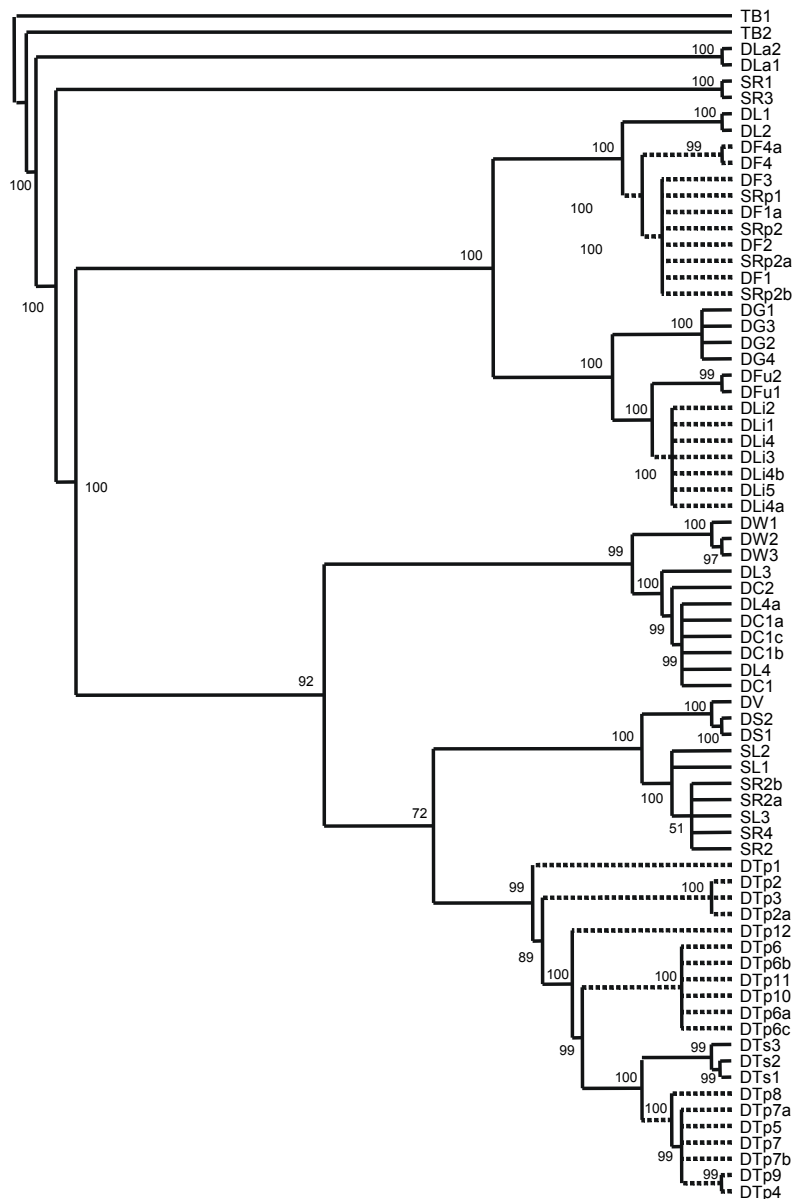 TB1
TB2
100 DLa2
DLa1
100 SR1
SR3
100 DL1
DL2
100 99 DF4a
DF4
DF3
100 SRp1
100 DF1a
SRp2
DF2
100 100 SRp2a
DF1
SRp2b
100 DG1
100 DG3
DG2
DG4
100 99 DFu2
DFu1
100 DLi2
DLi1
DLi4
DLi3
100 DLi4b
100 DLi5
DLi4a
100 DW1
DW2
99 97 DW3
100 DL3
DC2
DL4a
DC1a
99 DC1c
DC1b
99 DL4
92 DC1
100 DV
DS2
100 100 DS1
SL2
SL1
SR2b
100 SR2a
72 SL3
51 SR4
SR2
DTp1
99 100 DTp2
DTp3
DTp2a
DTp12
89 DTp6
DTp6b
100 100 DTp11
DTp10
DTp6a
DTp6c
99 99 DTs3
DTs2
100 99 DTs1
DTp8
100 DTp7a
DTp5
DTp7
99 DTp7b
99 DTp9
DTp4